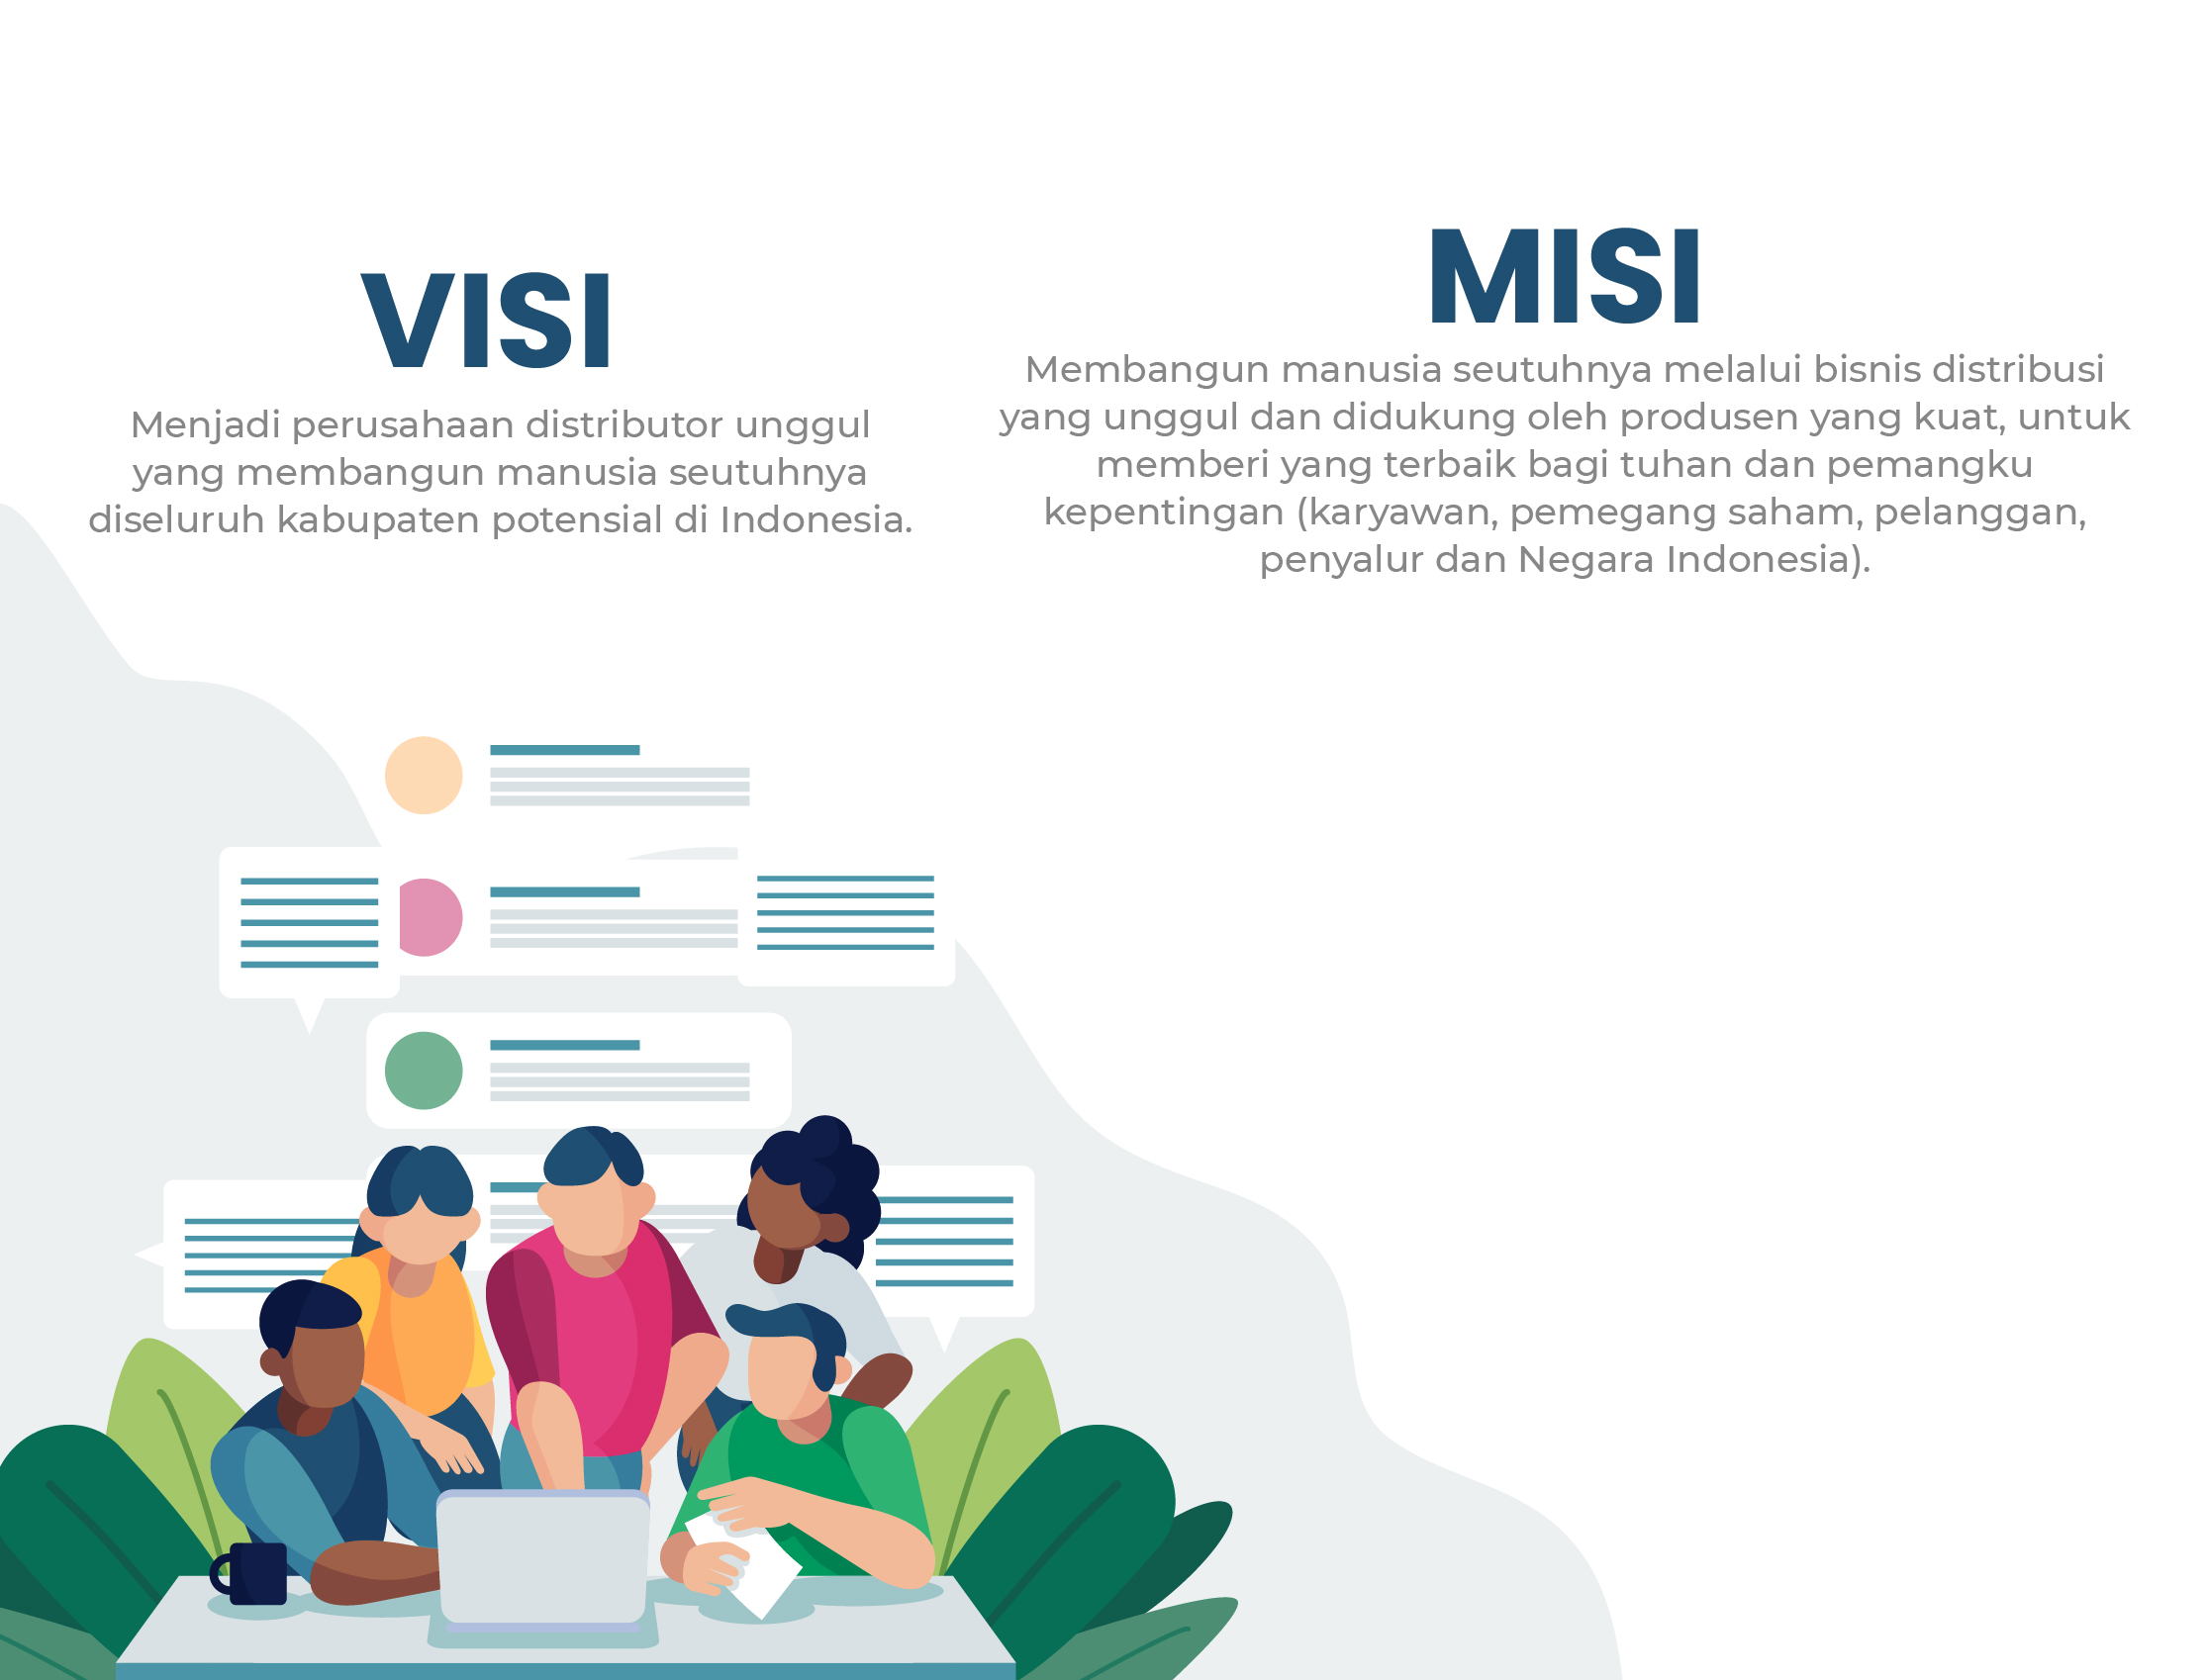 VISI
Menjadi perusahaan distributor unggul
yang membangun manusia seutuhnya
diseluruh kabupaten potensial di Indonesia.
MISI
Membangun manusia seutuhnya melalui bisnis distribusi
yang unggul dan didukung oleh produsen yang kuat, untuk
memberi yang terbaik bagi tuhan dan pemangku
kepentingan (karyawan, pemegang saham, pelanggan,
penyalur dan Negara Indonesia).